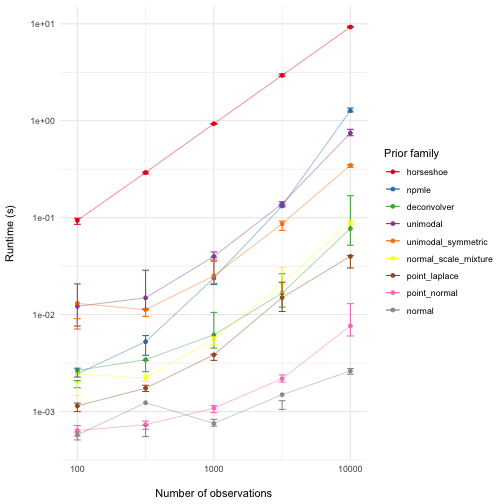 1e+01
1e+00
1e-01
1e-02
1e-03
Runtime (s)
100
1000
10000
Number of observations
Prior family
horseshoe
npmle
deconvolver
unimodal
unimodal_symmetric
normal_scale_mixture
point_laplace
point_normal
normal